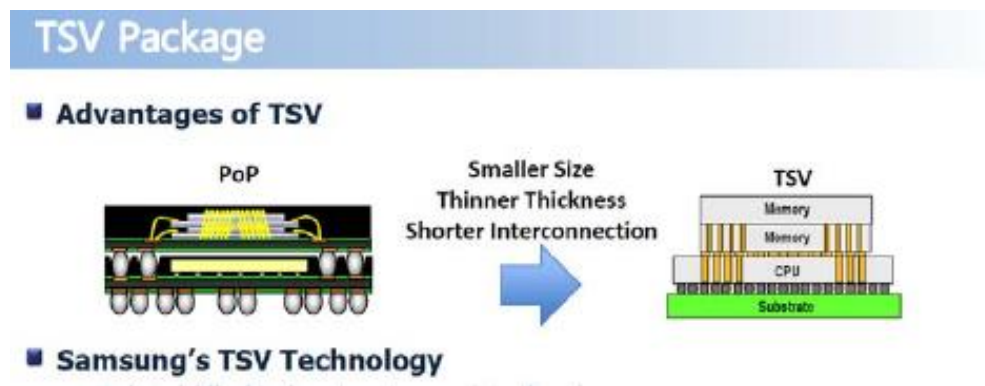 TSV Package
Advantages of TSV
PoP
Smaller Size
Thinner Thickness
Shorter Interconnection
TSV
Memory
Memory
CPU
Substrate
Samsung's TSV Technology